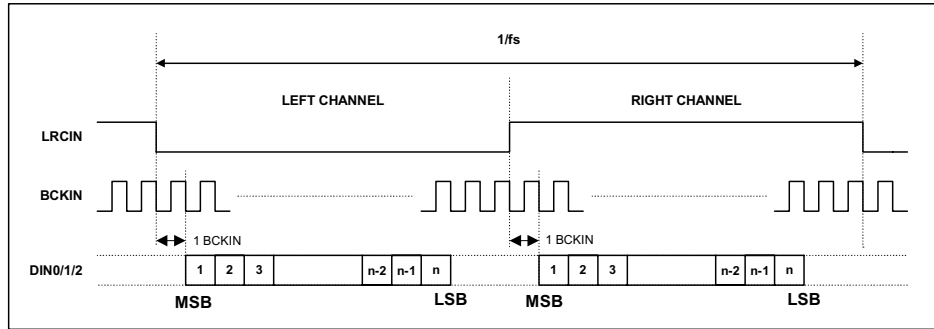 1/fs
LEFT CHANNEL RIGHT CHANNEL
LRCIN
BCKIN
1 BCKIN 1 BCKIN
DIN0/1/2 1 2 3 n-2 n-1 n 1 2 3 n-2 n-1 n
MSB LSB MSB LSB